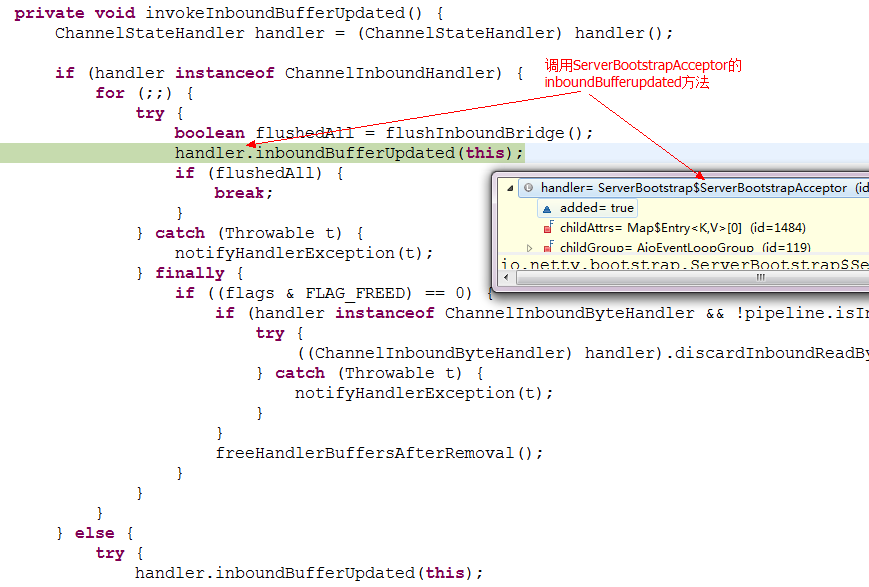 private void invokeInboundBufferUpdated() {
ChannelStateHandler handler = (ChannelStateHandler) handler();
if (handler instanceof ChannelInboundHandler) {
调用ServerBootstrapAcceptor的
inboundBufferupdated方法
for (;;) {
try {
boolean flushedAll = flushInboundBridge();
handler.inboundBufferUpdated(this);
if (flushedAll) {
break;
}
} catch (Throwable t) {
notifyHandlerException(t);
} finally {
if ((flags & FLAG_FREED) == 0) {
if (handler instanceof ChannelInboundByteHandler && !pipeline.isIn
try {
((ChannelInboundByteHandler) handler).discardInboundReadBy
} catch (Throwable t) {
notifyHandlerException(t);
}
}
freeHandlerBuffersAfterRemoval();
}
}
}
} else {
try {
handler.inboundBufferUpdated(this);
handler= ServerBootstrap$ServerBootstrapAcceptor (id
added= true
childAttrs= Map$Entry<K,V>[0] (id=1484)
childGroup= AioEventLoopGroup (id=119)
io.netty.bootstrap.ServerBootstrap$Se